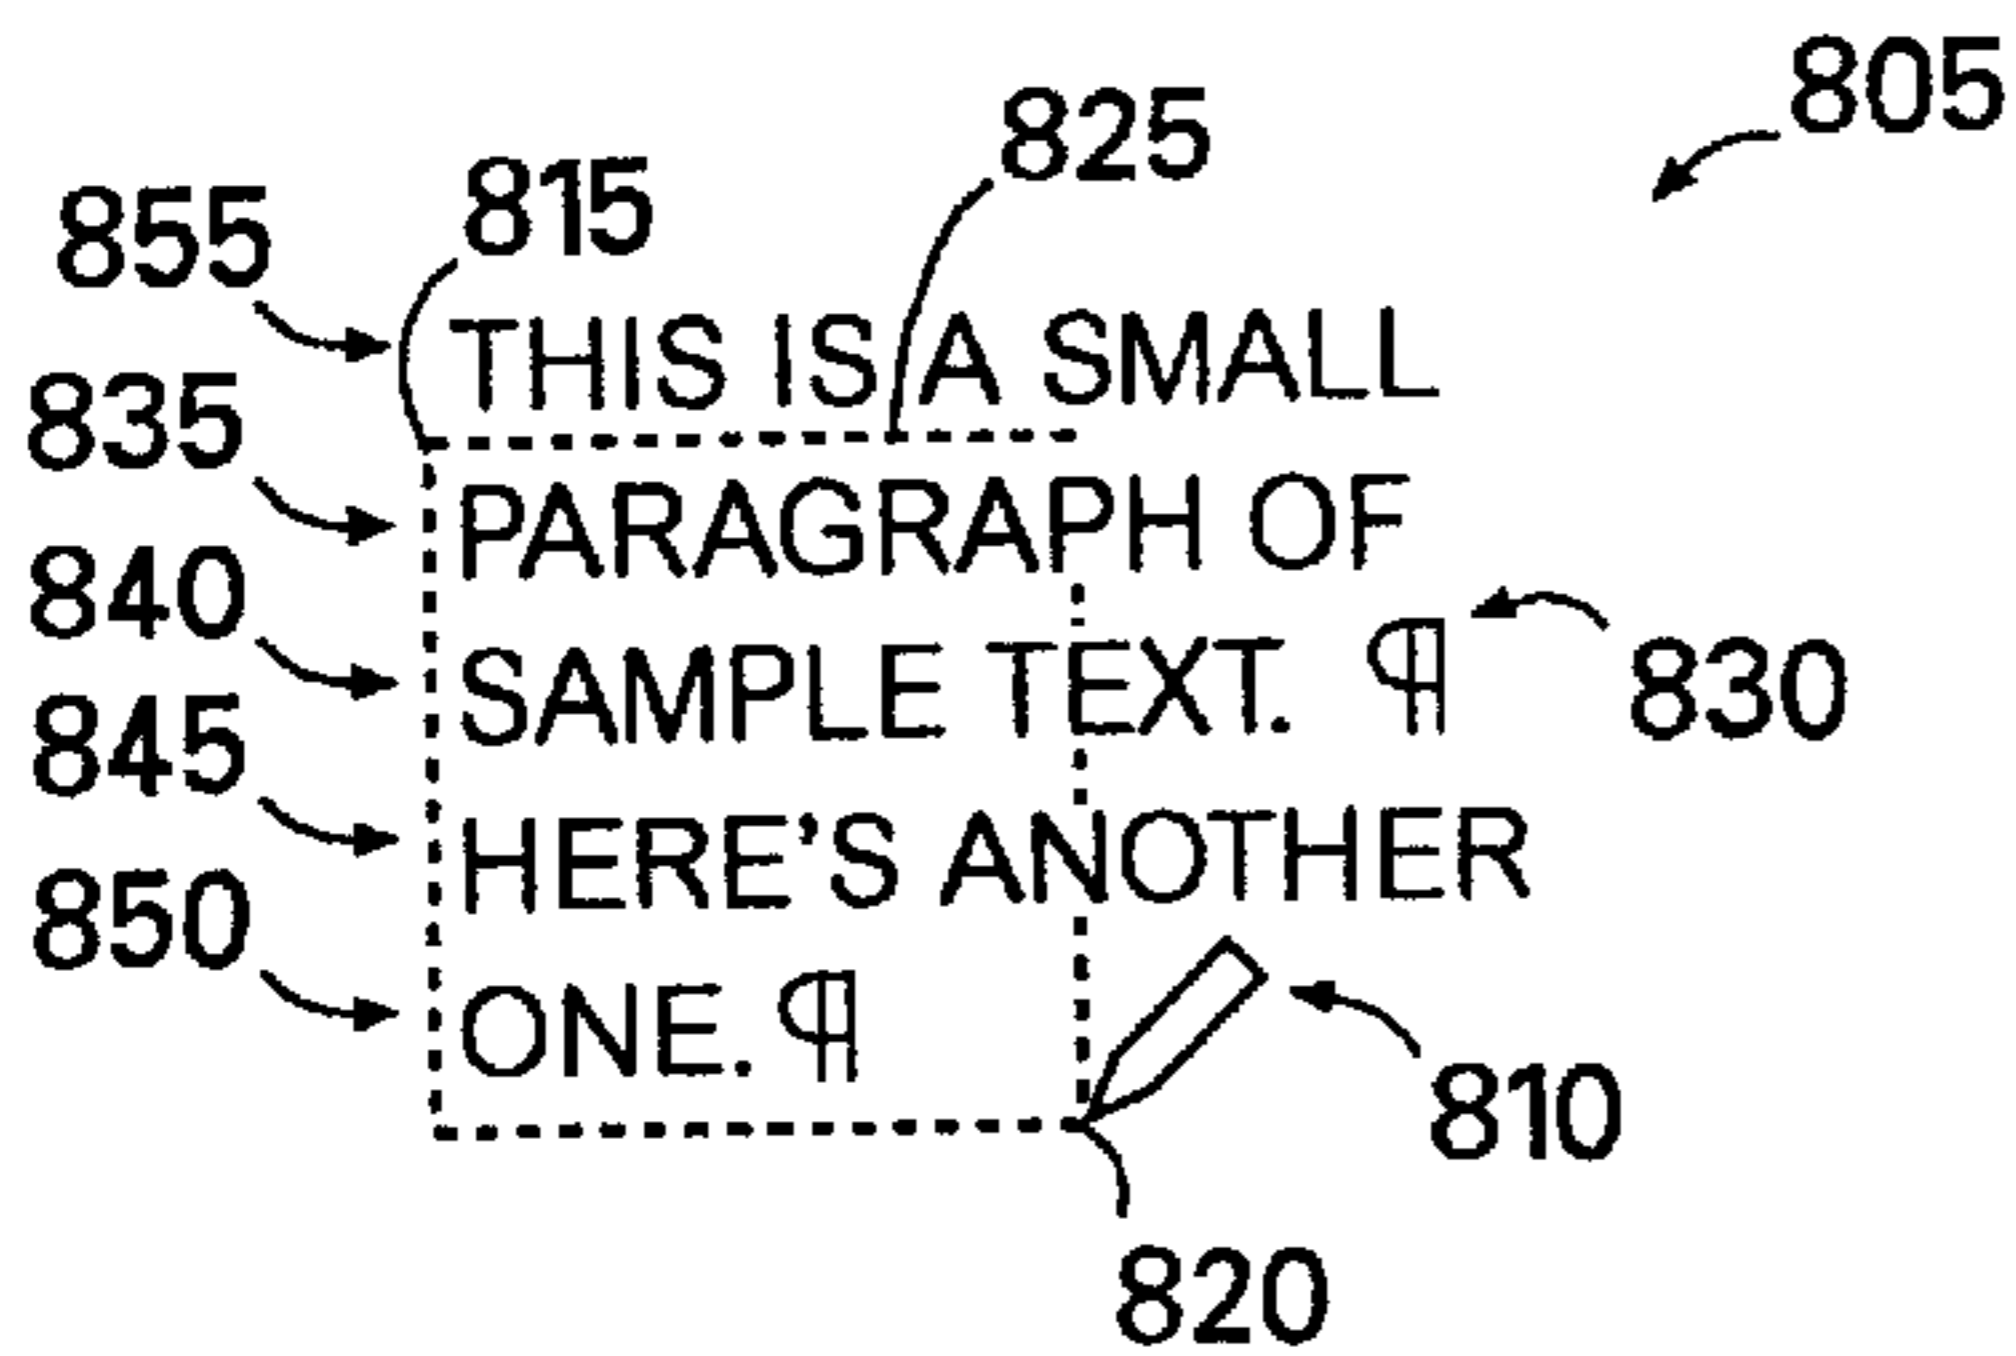 805
825
815
855
THIS IS A SMALL
835
PARAGRAPH OF
840
SAMPLE TEXT. ¶
830
845
HERE'S ANOTHER
850
ONE. ¶
810
820